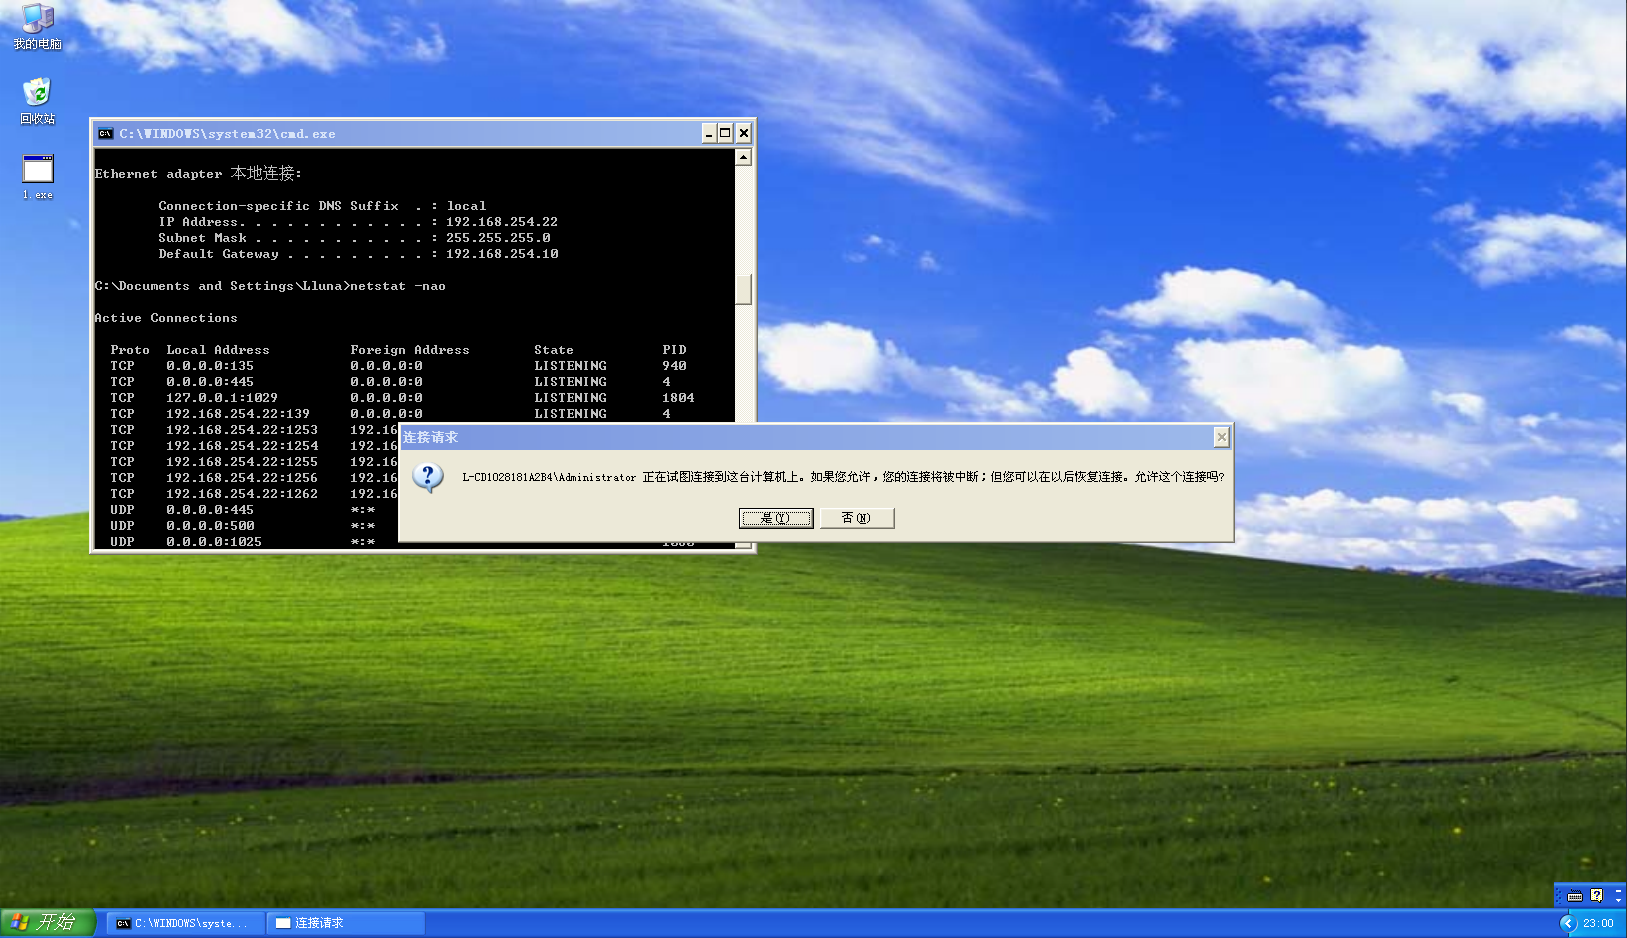 我的电脑
回收站
1.exe
C:\WINDOWS\system32\cmd.exe
Ethernet adapter 本地连接:
Connection-specific DNS Suffix  . : local
IP Address. . . . . . . . . . . . : 192.168.254.22
Subnet Mask . . . . . . . . . . . : 255.255.255.0
Default Gateway . . . . . . . . . : 192.168.254.10
C:\Documents and Settings\Lluna>netstat -nao
Active Connections
Proto  Local Address          Foreign Address        State           PID
TCP    0.0.0.0:135            0.0.0.0:0              LISTENING       940
TCP    0.0.0.0:445            0.0.0.0:0              LISTENING       4
TCP    127.0.0.1:1029         0.0.0.0:0              LISTENING       1804
TCP    192.168.254.22:139     0.0.0.0:0              LISTENING       4
TCP    192.168.254.22:1253    192.16
TCP    192.168.254.22:1254    192.16
TCP    192.168.254.22:1255    192.16
TCP    192.168.254.22:1256    192.16
TCP    192.168.254.22:1262    192.16
UDP    0.0.0.0:445            *:*
UDP    0.0.0.0:500            *:*
UDP    0.0.0.0:1025           *:*
连接请求
L-CD1028181A2B4\Administrator 正在试图连接到这台计算机上。如果您允许，您的连接将被中断；但您可以在以后恢复连接。允许这个连接吗?
是(Y)
否(N)
开始
C:\WINDOWS\syste...
连接请求
23:00